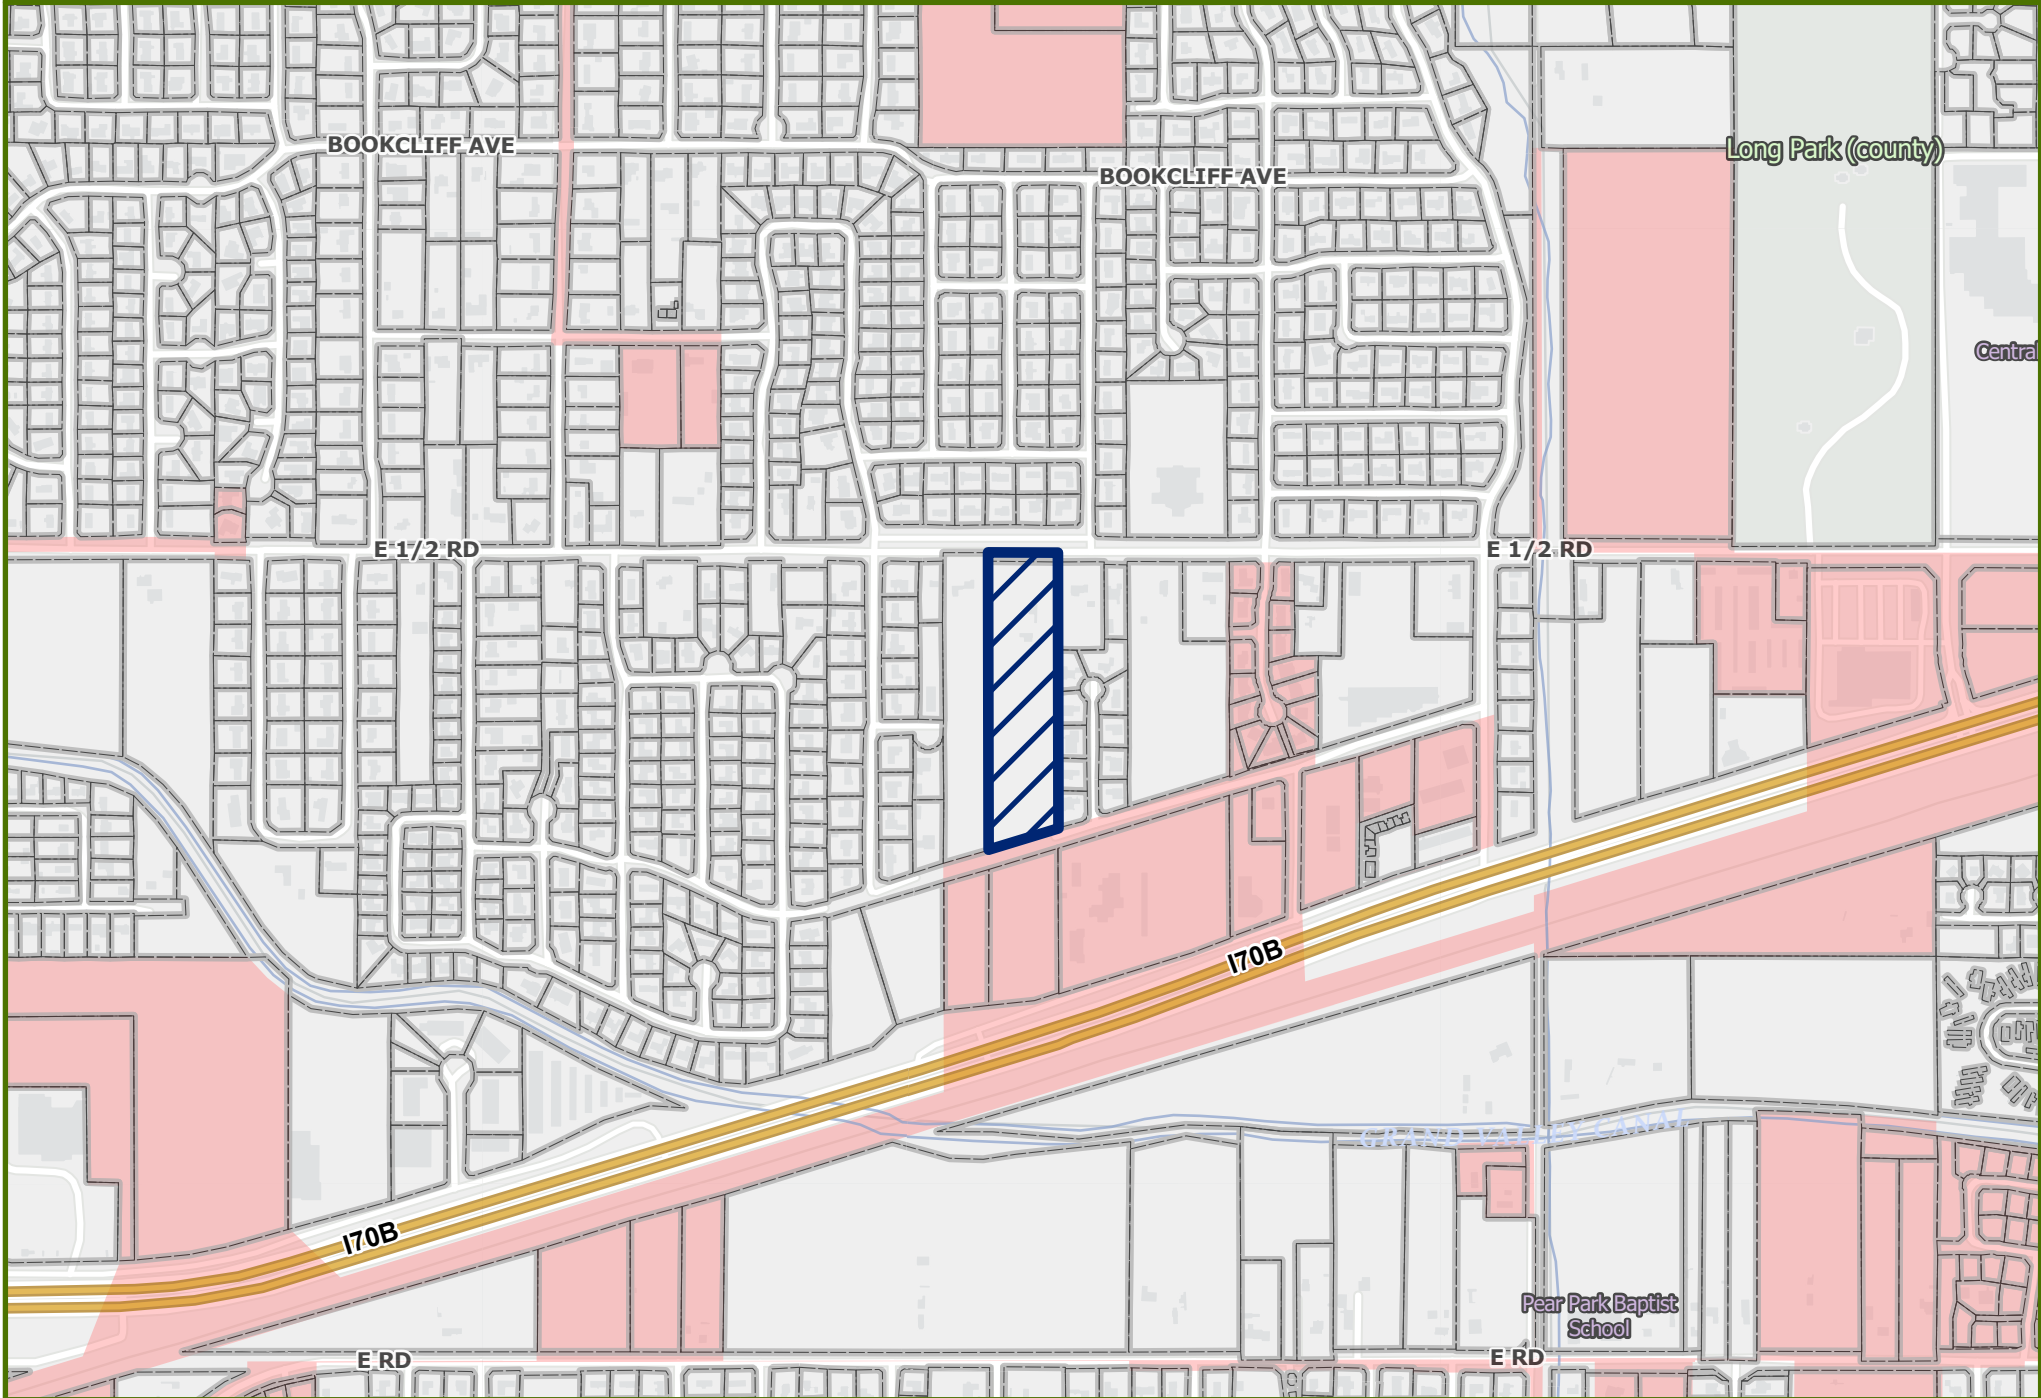 BOOKCLIFF AVE
Long Park (county)
BOOKCLIFF AVE
Central
E 1/2 RD
E 1/2 RD
I70B
GRAND VALLEY CANAL
I70B
Pear Park Baptist
School
E RD
E RD